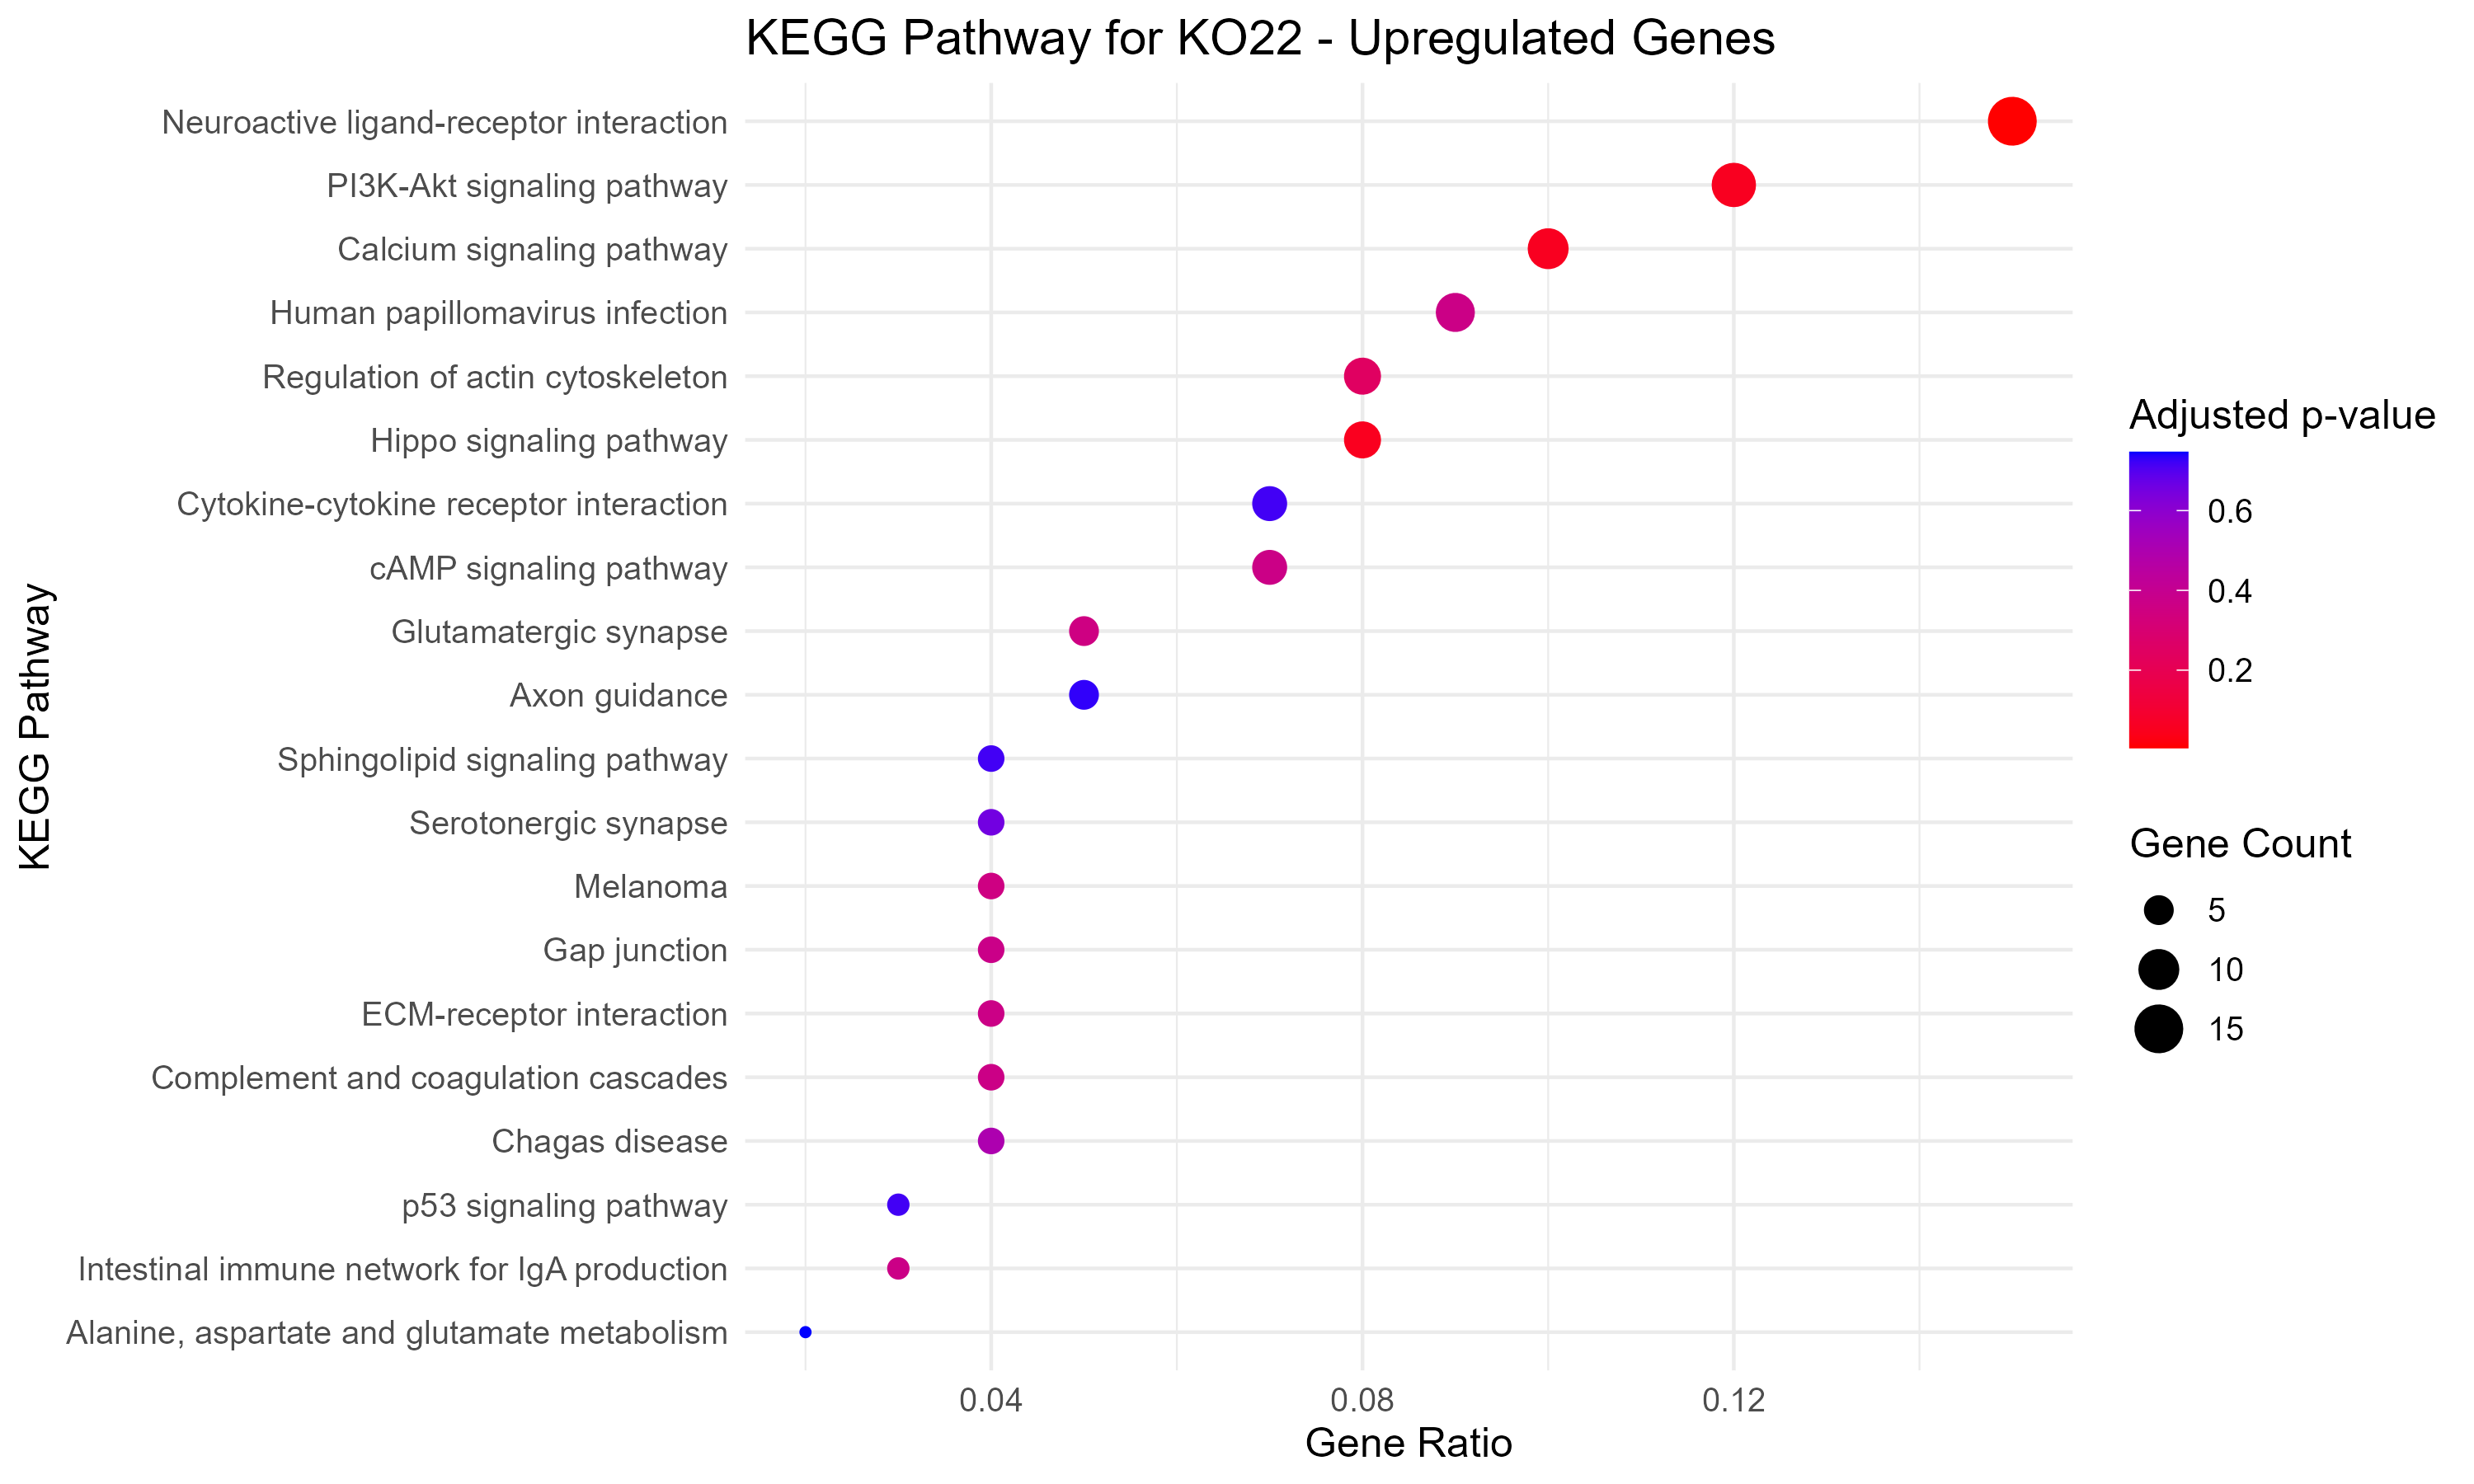 KEGG Pathway for KO22 - Upregulated Genes
KEGG Pathway
Neuroactive ligand-receptor interaction
PI3K-Akt signaling pathway
Calcium signaling pathway
Human papillomavirus infection
Regulation of actin cytoskeleton
Hippo signaling pathway
Cytokine-cytokine receptor interaction
cAMP signaling pathway
Glutamatergic synapse
Axon guidance
Sphingolipid signaling pathway
Serotonergic synapse
Melanoma
Gap junction
ECM-receptor interaction
Complement and coagulation cascades
Chagas disease
p53 signaling pathway
Intestinal immune network for IgA production
Alanine, aspartate and glutamate metabolism
0.04 0.08 0.12
Gene Ratio
Adjusted p-value
0.6
0.4
0.2
Gene Count
5
10
15